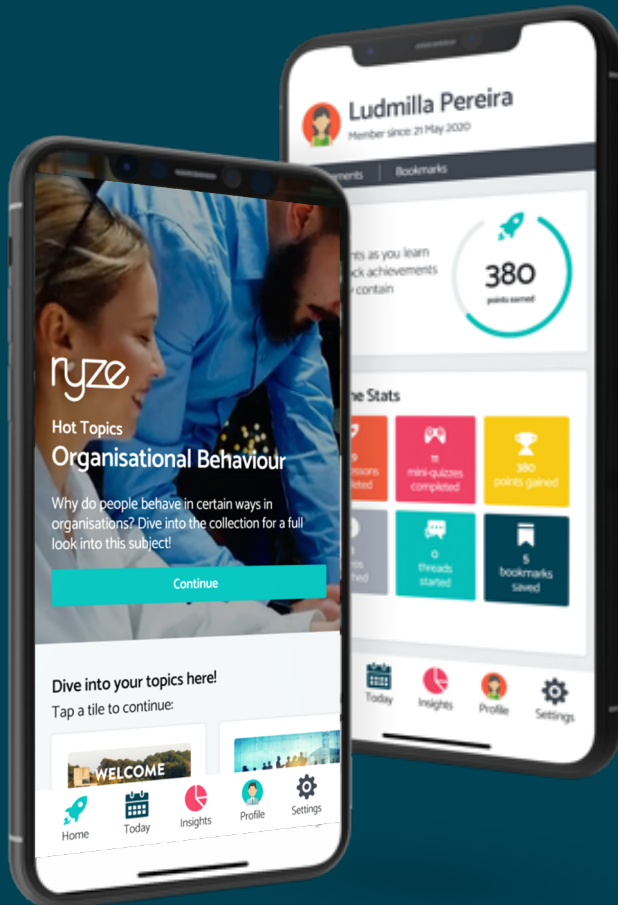 ryze
Hot Topics
Organisational Behaviour
Why do people behave in certain ways in
organisations? Dive into the collection for a full
look into this subject!
Continue
Dive into your topics here!
Tap a tile to continue:
WELCOME
Home
Today
Insights
Profile
Settings
Ludmilla Pereira
Member since: 21 May 2020
Bookmarks
as you learn
achievements
contain
380
points earned
Stats
11
mini-quizzes
completed
380
points gained
0
threads
started
5
bookmarks
saved
Today
Insights
Profile
Settings